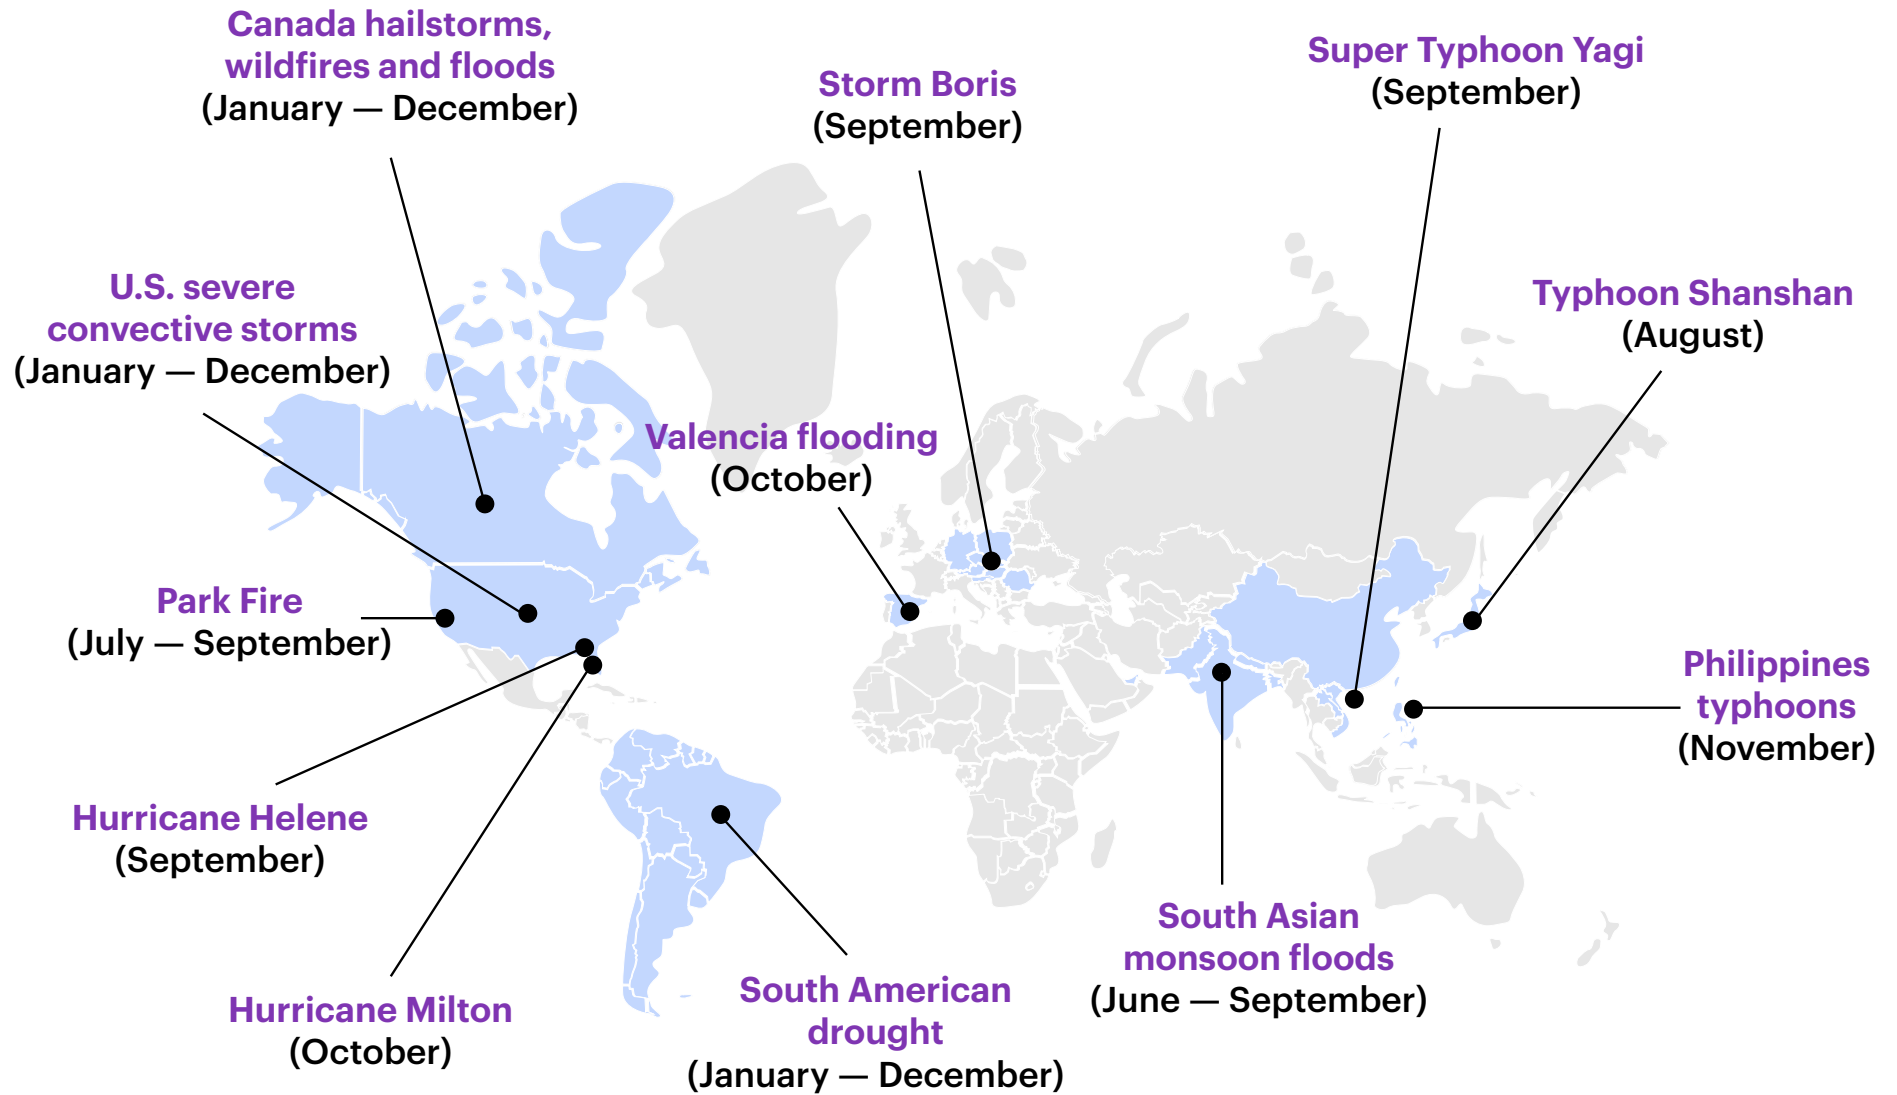 Canada hailstorms,
wildfires and floods
(January — December)
Storm Boris
(September)
Super Typhoon Yagi
(September)
U.S. severe
convective storms
(January — December)
Typhoon Shanshan
(August)
Valencia flooding
(October)
Park Fire
(July — September)
Philippines
typhoons
(November)
Hurricane Helene
(September)
South Asian
monsoon floods
(June — September)
Hurricane Milton
(October)
South American
drought
(January — December)